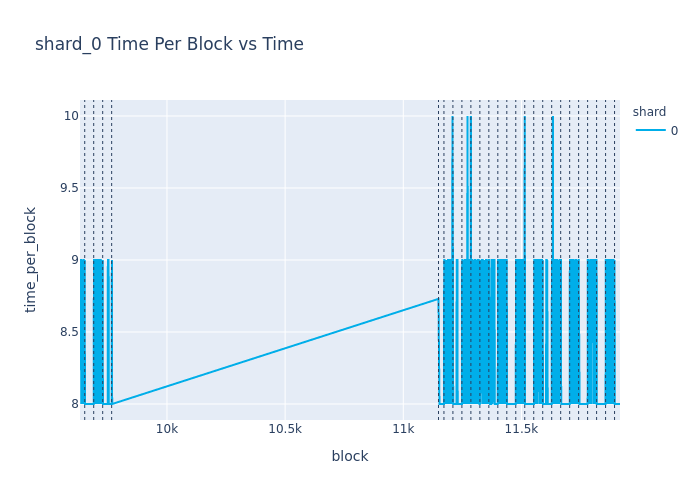 shard_0 Time Per Block vs Time
shard
0
10
9.5
9
8.5
8
time_per_block
10k
10.5k
11k
11.5k
block